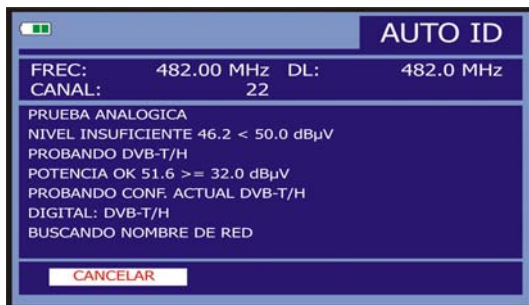 AUTO ID
FREC: 482.00 MHz DL: 482.0 MHz
CANAL: 22
PRUEBA ANALOGICA
NIVEL INSUFICIENTE 46.2 < 50.0 dBµV
PROBANDO DVB-T/H
POTENCIA OK 51.6 >= 32.0 dBµV
PROBANDO CONF. ACTUAL DVB-T/H
DIGITAL: DVB-T/H
BUSCANDO NOMBRE DE RED
CANCELAR